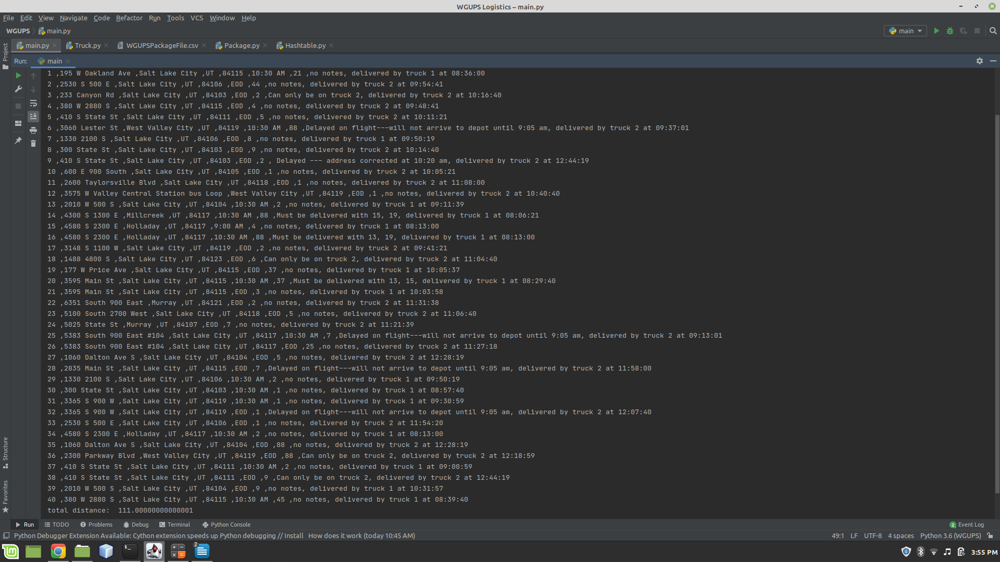 WGUPS Logistics – main.py
File Edit View Navigate Code Refactor Run Tools VCS Window Help
WGUPS main.py main
main.py Truck.py WGUPSPackageFile.csv Package.py Hashtable.py
Project
Run: main
1 ,195 W Oakland Ave ,Salt Lake City ,UT ,84115 ,10:30 AM ,21 ,no notes, delivered by truck 1 at 08:36:00
2 ,2530 S 500 E ,Salt Lake City ,UT ,84106 ,EOD ,44 ,no notes, delivered by truck 2 at 09:54:41
3 ,233 Canyon Rd ,Salt Lake City ,UT ,84103 ,EOD ,2 ,Can only be on truck 2, delivered by truck 2 at 10:16:40
4 ,380 W 2880 S ,Salt Lake City ,UT ,84115 ,EOD ,4 ,no notes, delivered by truck 2 at 09:48:41
5 ,410 S State St ,Salt Lake City ,UT ,84111 ,EOD ,5 ,no notes, delivered by truck 2 at 10:11:21
6 ,3060 Lester St ,West Valley City ,UT ,84119 ,10:30 AM ,88 ,Delayed on flight---will not arrive to depot until 9:05 am, delivered by truck 2 at 09:37:01
7 ,1330 2100 S ,Salt Lake City ,UT ,84106 ,EOD ,8 ,no notes, delivered by truck 1 at 09:50:19
8 ,300 State St ,Salt Lake City ,UT ,84103 ,EOD ,9 ,no notes, delivered by truck 2 at 10:14:40
9 ,410 S State St ,Salt Lake City ,UT ,84103 ,EOD ,2 , Delayed --- address corrected at 10:20 am, delivered by truck 2 at 12:44:19
10 ,600 E 900 South ,Salt Lake City ,UT ,84105 ,EOD ,1 ,no notes, delivered by truck 2 at 10:05:21
11 ,2600 Taylorsville Blvd ,Salt Lake City ,UT ,84118 ,EOD ,1 ,no notes, delivered by truck 2 at 11:08:00
12 ,3575 W Valley Central Station bus Loop ,West Valley City ,UT ,84119 ,EOD ,1 ,no notes, delivered by truck 2 at 10:40:40
13 ,2010 W 500 S ,Salt Lake City ,UT ,84104 ,10:30 AM ,2 ,no notes, delivered by truck 1 at 09:11:39
14 ,4300 S 1300 E ,Millcreek ,UT ,84117 ,10:30 AM ,88 ,Must be delivered with 15, 19, delivered by truck 1 at 08:06:21
15 ,4580 S 2300 E ,Holladay ,UT ,84117 ,9:00 AM ,4 ,no notes, delivered by truck 1 at 08:13:00
16 ,4580 S 2300 E ,Holladay ,UT ,84117 ,10:30 AM ,88 ,Must be delivered with 13, 19, delivered by truck 1 at 08:13:00
17 ,3148 S 1100 W ,Salt Lake City ,UT ,84119 ,EOD ,2 ,no notes, delivered by truck 2 at 09:41:21
18 ,1488 4800 S ,Salt Lake City ,UT ,84123 ,EOD ,6 ,Can only be on truck 2, delivered by truck 2 at 11:04:40
19 ,177 W Price Ave ,Salt Lake City ,UT ,84115 ,EOD ,37 ,no notes, delivered by truck 1 at 10:05:37
20 ,3595 Main St ,Salt Lake City ,UT ,84115 ,10:30 AM ,37 ,Must be delivered with 13, 15, delivered by truck 1 at 08:29:40
21 ,3595 Main St ,Salt Lake City ,UT ,84115 ,EOD ,3 ,no notes, delivered by truck 1 at 10:03:58
22 ,6351 South 900 East ,Murray ,UT ,84121 ,EOD ,2 ,no notes, delivered by truck 2 at 11:31:38
23 ,5100 South 2700 West ,Salt Lake City ,UT ,84118 ,EOD ,5 ,no notes, delivered by truck 2 at 11:06:40
24 ,5025 State St ,Murray ,UT ,84107 ,EOD ,7 ,no notes, delivered by truck 2 at 11:21:39
25 ,5383 South 900 East #104 ,Salt Lake City ,UT ,84117 ,10:30 AM ,7 ,Delayed on flight---will not arrive to depot until 9:05 am, delivered by truck 2 at 09:13:01
26 ,5383 South 900 East #104 ,Salt Lake City ,UT ,84117 ,EOD ,25 ,no notes, delivered by truck 2 at 11:27:18
27 ,1060 Dalton Ave S ,Salt Lake City ,UT ,84104 ,EOD ,5 ,no notes, delivered by truck 2 at 12:28:19
28 ,2835 Main St ,Salt Lake City ,UT ,84115 ,EOD ,7 ,Delayed on flight---will not arrive to depot until 9:05 am, delivered by truck 2 at 11:58:00
29 ,1330 2100 S ,Salt Lake City ,UT ,84106 ,10:30 AM ,2 ,no notes, delivered by truck 1 at 09:50:19
30 ,300 State St ,Salt Lake City ,UT ,84103 ,10:30 AM ,1 ,no notes, delivered by truck 1 at 08:57:40
31 ,3365 S 900 W ,Salt Lake City ,UT ,84119 ,10:30 AM ,1 ,no notes, delivered by truck 1 at 09:30:59
32 ,3365 S 900 W ,Salt Lake City ,UT ,84119 ,EOD ,1 ,Delayed on flight---will not arrive to depot until 9:05 am, delivered by truck 2 at 12:07:40
33 ,2530 S 500 E ,Salt Lake City ,UT ,84106 ,EOD ,1 ,no notes, delivered by truck 2 at 11:54:20
34 ,4580 S 2300 E ,Holladay ,UT ,84117 ,10:30 AM ,2 ,no notes, delivered by truck 1 at 08:13:00
35 ,1060 Dalton Ave S ,Salt Lake City ,UT ,84104 ,EOD ,88 ,no notes, delivered by truck 2 at 12:28:19
36 ,2300 Parkway Blvd ,West Valley City ,UT ,84119 ,EOD ,88 ,Can only be on truck 2, delivered by truck 2 at 12:18:59
37 ,410 S State St ,Salt Lake City ,UT ,84111 ,10:30 AM ,2 ,no notes, delivered by truck 1 at 09:00:59
38 ,410 S State St ,Salt Lake City ,UT ,84111 ,EOD ,9 ,Can only be on truck 2, delivered by truck 2 at 12:44:19
39 ,2010 W 500 S ,Salt Lake City ,UT ,84104 ,EOD ,9 ,no notes, delivered by truck 1 at 10:31:57
40 ,380 W 2880 S ,Salt Lake City ,UT ,84115 ,10:30 AM ,45 ,no notes, delivered by truck 1 at 08:39:40
total distance:  111.00000000000001
Structure
Favorites
Run TODO Problems Debug Terminal Python Console 2 Event Log
Python Debugger Extension Available: Cython extension speeds up Python debugging // Install How does it work (today 10:45 AM) 49:1 LF UTF-8 4 spaces Python 3.6 (WGUPS)
2
3:55 PM